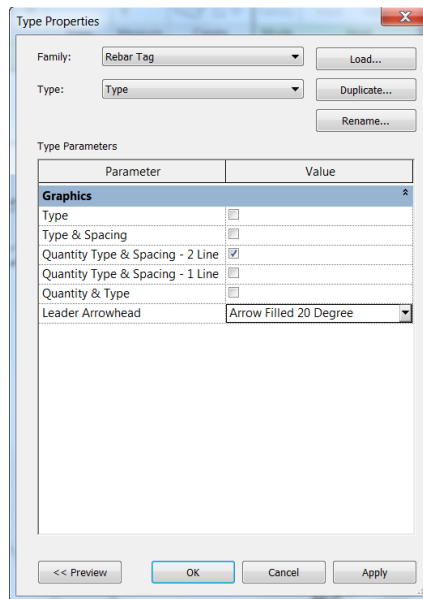 Type Properties
Family: Rebar Tag Load...
Type: Type Duplicate...
Rename...
Type Parameters
Parameter Value
Graphics
Type
Type & Spacing
Quantity Type & Spacing - 2 Line
Quantity Type & Spacing - 1 Line
Quantity & Type
Leader Arrowhead Arrow Filled 20 Degree
<< Preview OK Cancel Apply